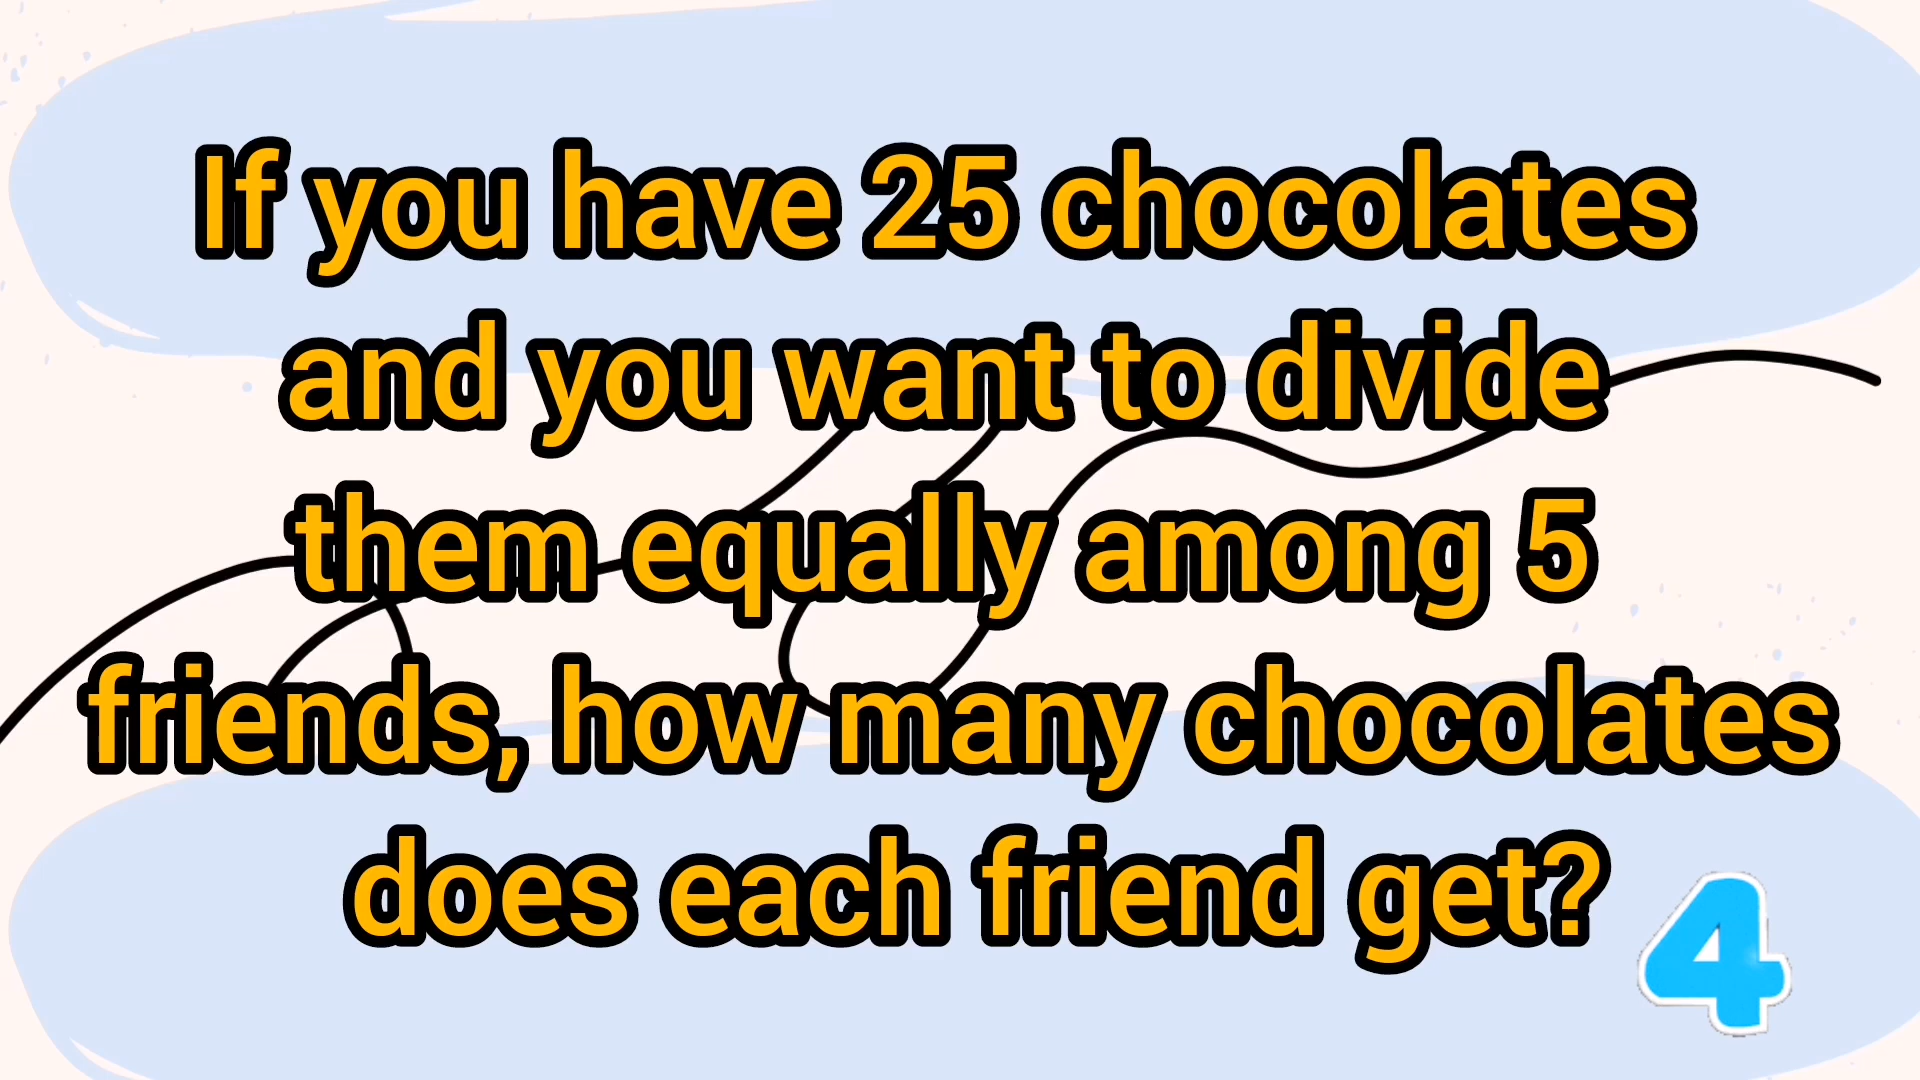 If you have 25 chocolates
and you want to divide
them equally among 5
friends, how many chocolates
does each friend get?
4